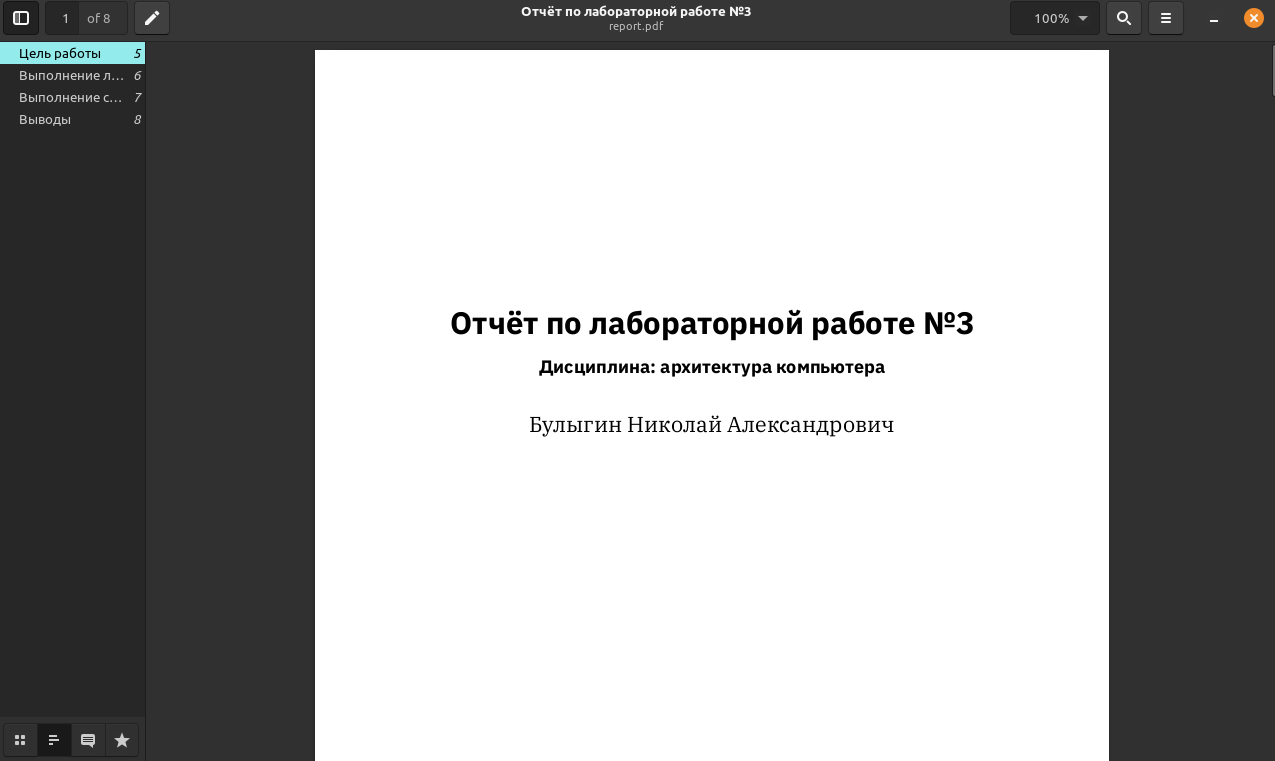 1 of 8
Отчёт по лабораторной работе №3
report.pdf
100%
Цель работы 5
Выполнение л... 6
Выполнение с... 7
Выводы 8
Отчёт по лабораторной работе №3
Дисциплина: архитектура компьютера
Булыгин Николай Александрович